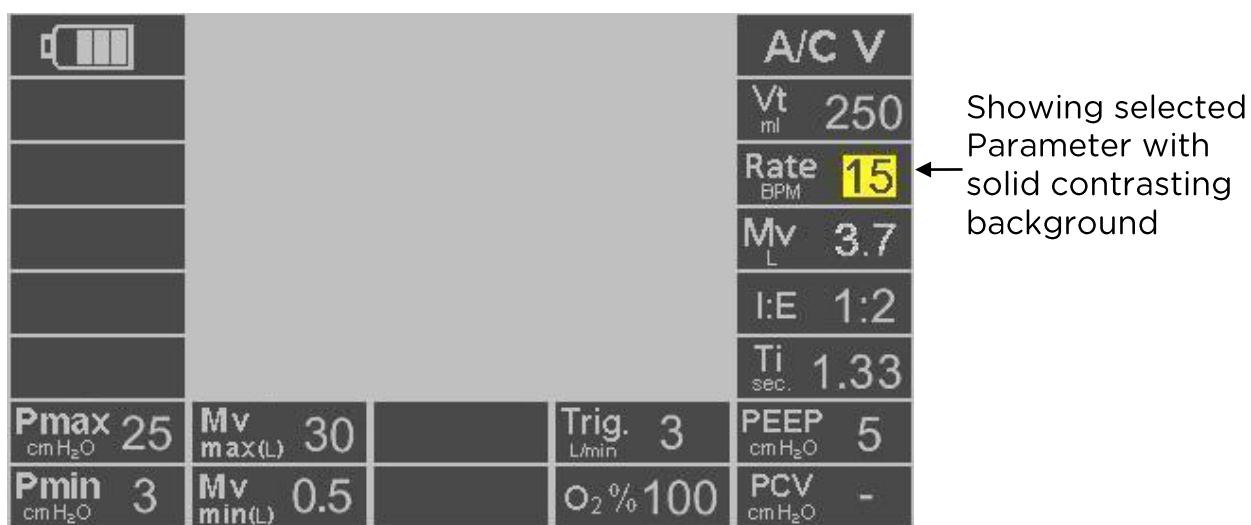 A/C V
Vt ml 250
Rate BPM 15
Mv L 3.7
I:E 1:2
Ti sec. 1.33
Showing selected
Parameter with
solid contrasting
background
Pmax cmH₂O 25
Mv max(L) 30
Trig. L/min 3
PEEP cmH₂O 5
Pmin cmH₂O 3
Mv min(L) 0.5
O₂% 100
PCV cmH₂O -